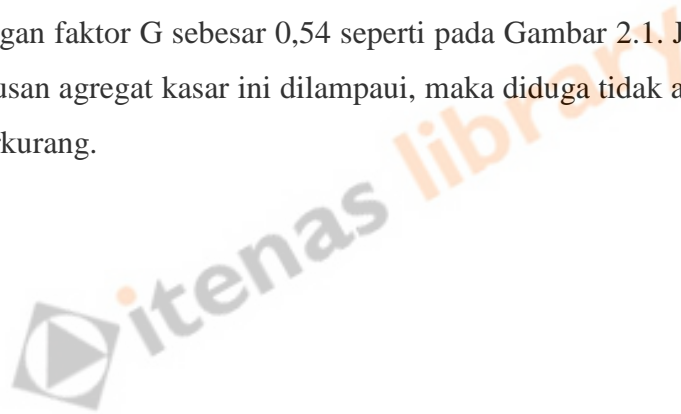 gan faktor G sebesar 0,54 seperti pada Gambar 2.1. J
usan agregat kasar ini dilampaui, maka diduga tidak a
rkurang.
itenas library